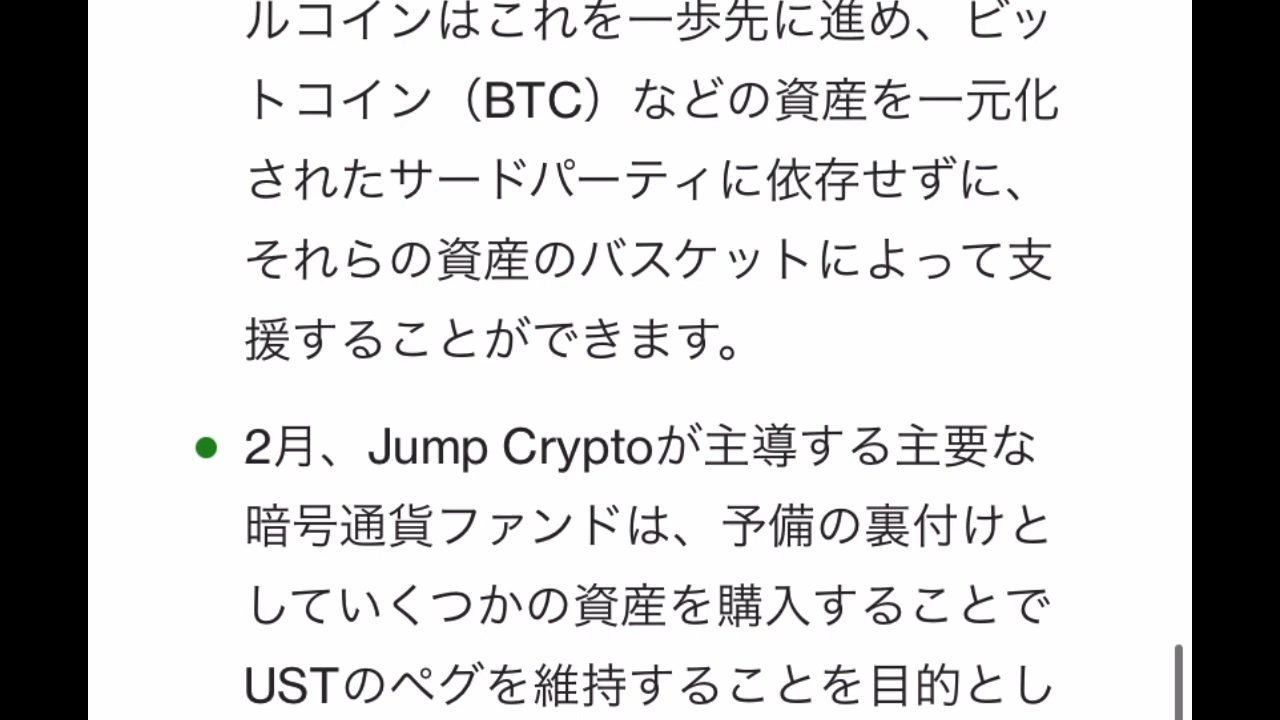 ルコインはこれを一歩先に進め、ビッ
トコイン（BTC）などの資産を一元化
されたサードパーティに依存せずに、
それらの資産のバスケットによって支
援することができます。
2月、Jump Cryptoが主導する主要な
暗号通貨ファンドは、予備の裏付けと
していくつかの資産を購入することで
USTのペグを維持することを目的とし